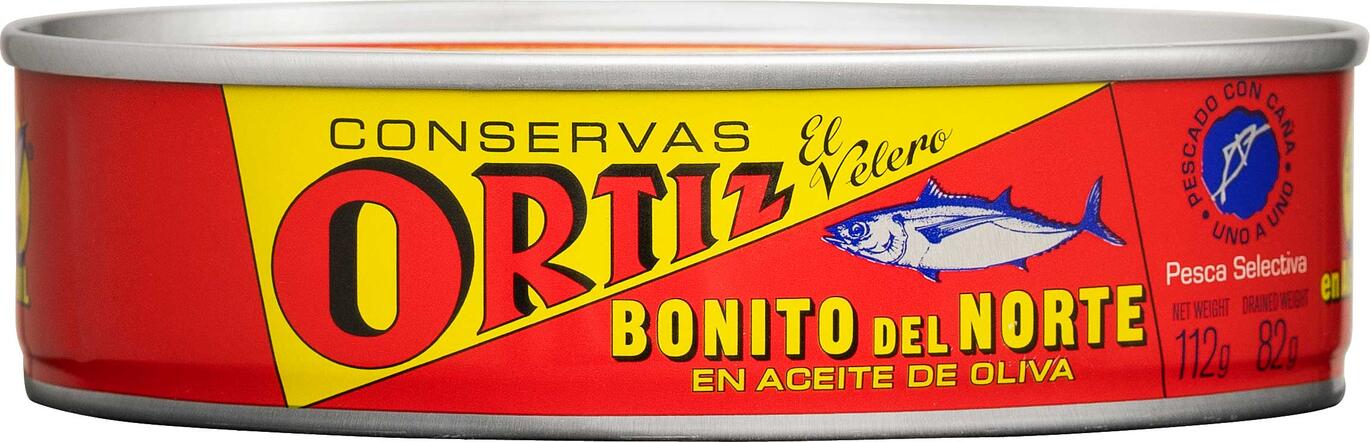 CONSERVAS
ORTIZ
El
Velero
BONITO DEL NORTE
EN ACEITE DE OLIVA
• PESCADO CON CAÑA •
UNO A UNO
Pesca Selectiva
NET WEIGHT DRAINED WEIGHT
112g 82g
en